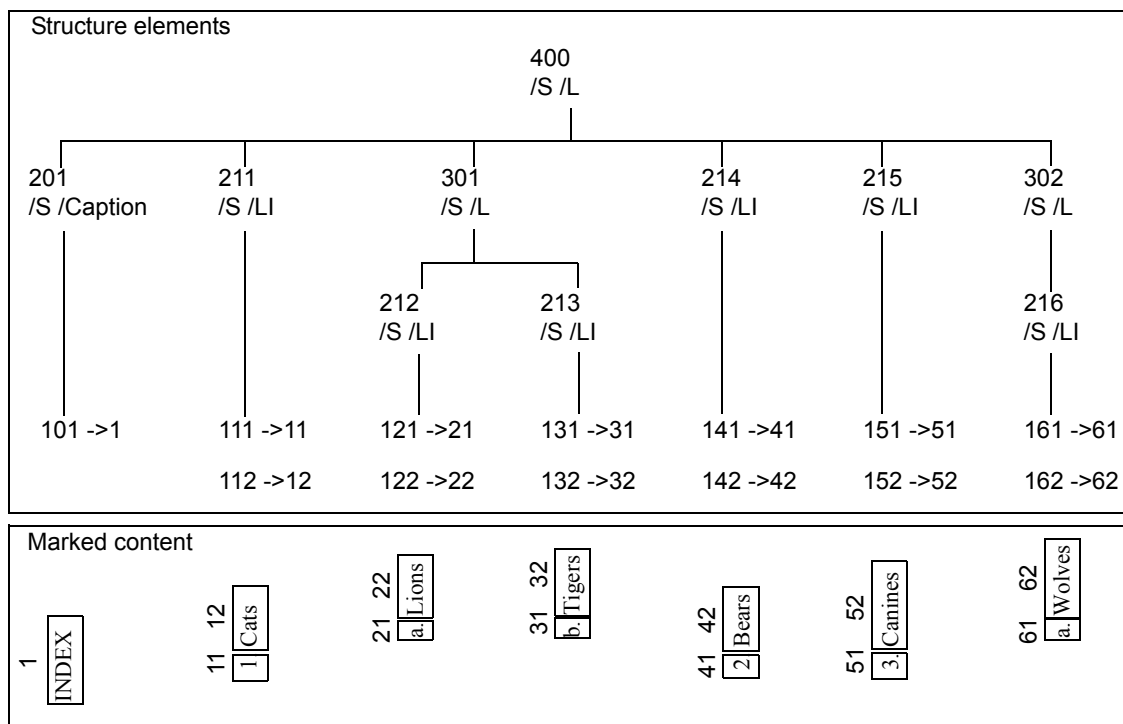 Structure elements
400
/S /L
201 211 301 214 215 302
/S /Caption /S /LI /S /L /S /LI /S /LI /S /L
212 213 216
/S /LI /S /LI /S /LI
101 ->1 111 ->11 121 ->21 131 ->31 141 ->41 151 ->51 161 ->61
112 ->12 122 ->22 132 ->32 142 ->42 152 ->52 162 ->62
Marked content
1
INDEX
11 12
1. Cats
21 22
a. Lions
31 32
b. Tigers
41 42
2. Bears
51 52
3. Canines
61 62
a. Wolves